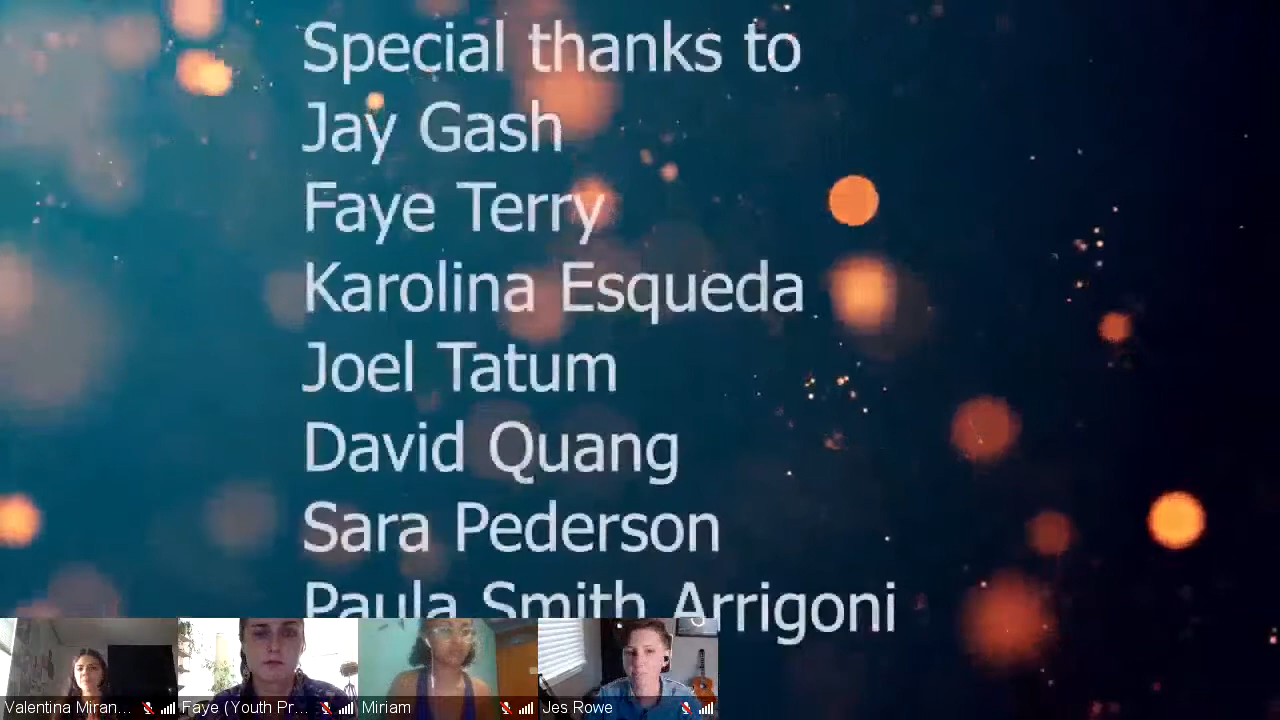 Special thanks to
Jay Gash
Faye Terry
Karolina Esqueda
Joel Tatum
David Quang
Sara Pederson
Paula Smith Arrigoni
Valentina Miran...
Faye (Youth Pr...
Miriam
Jes Rowe